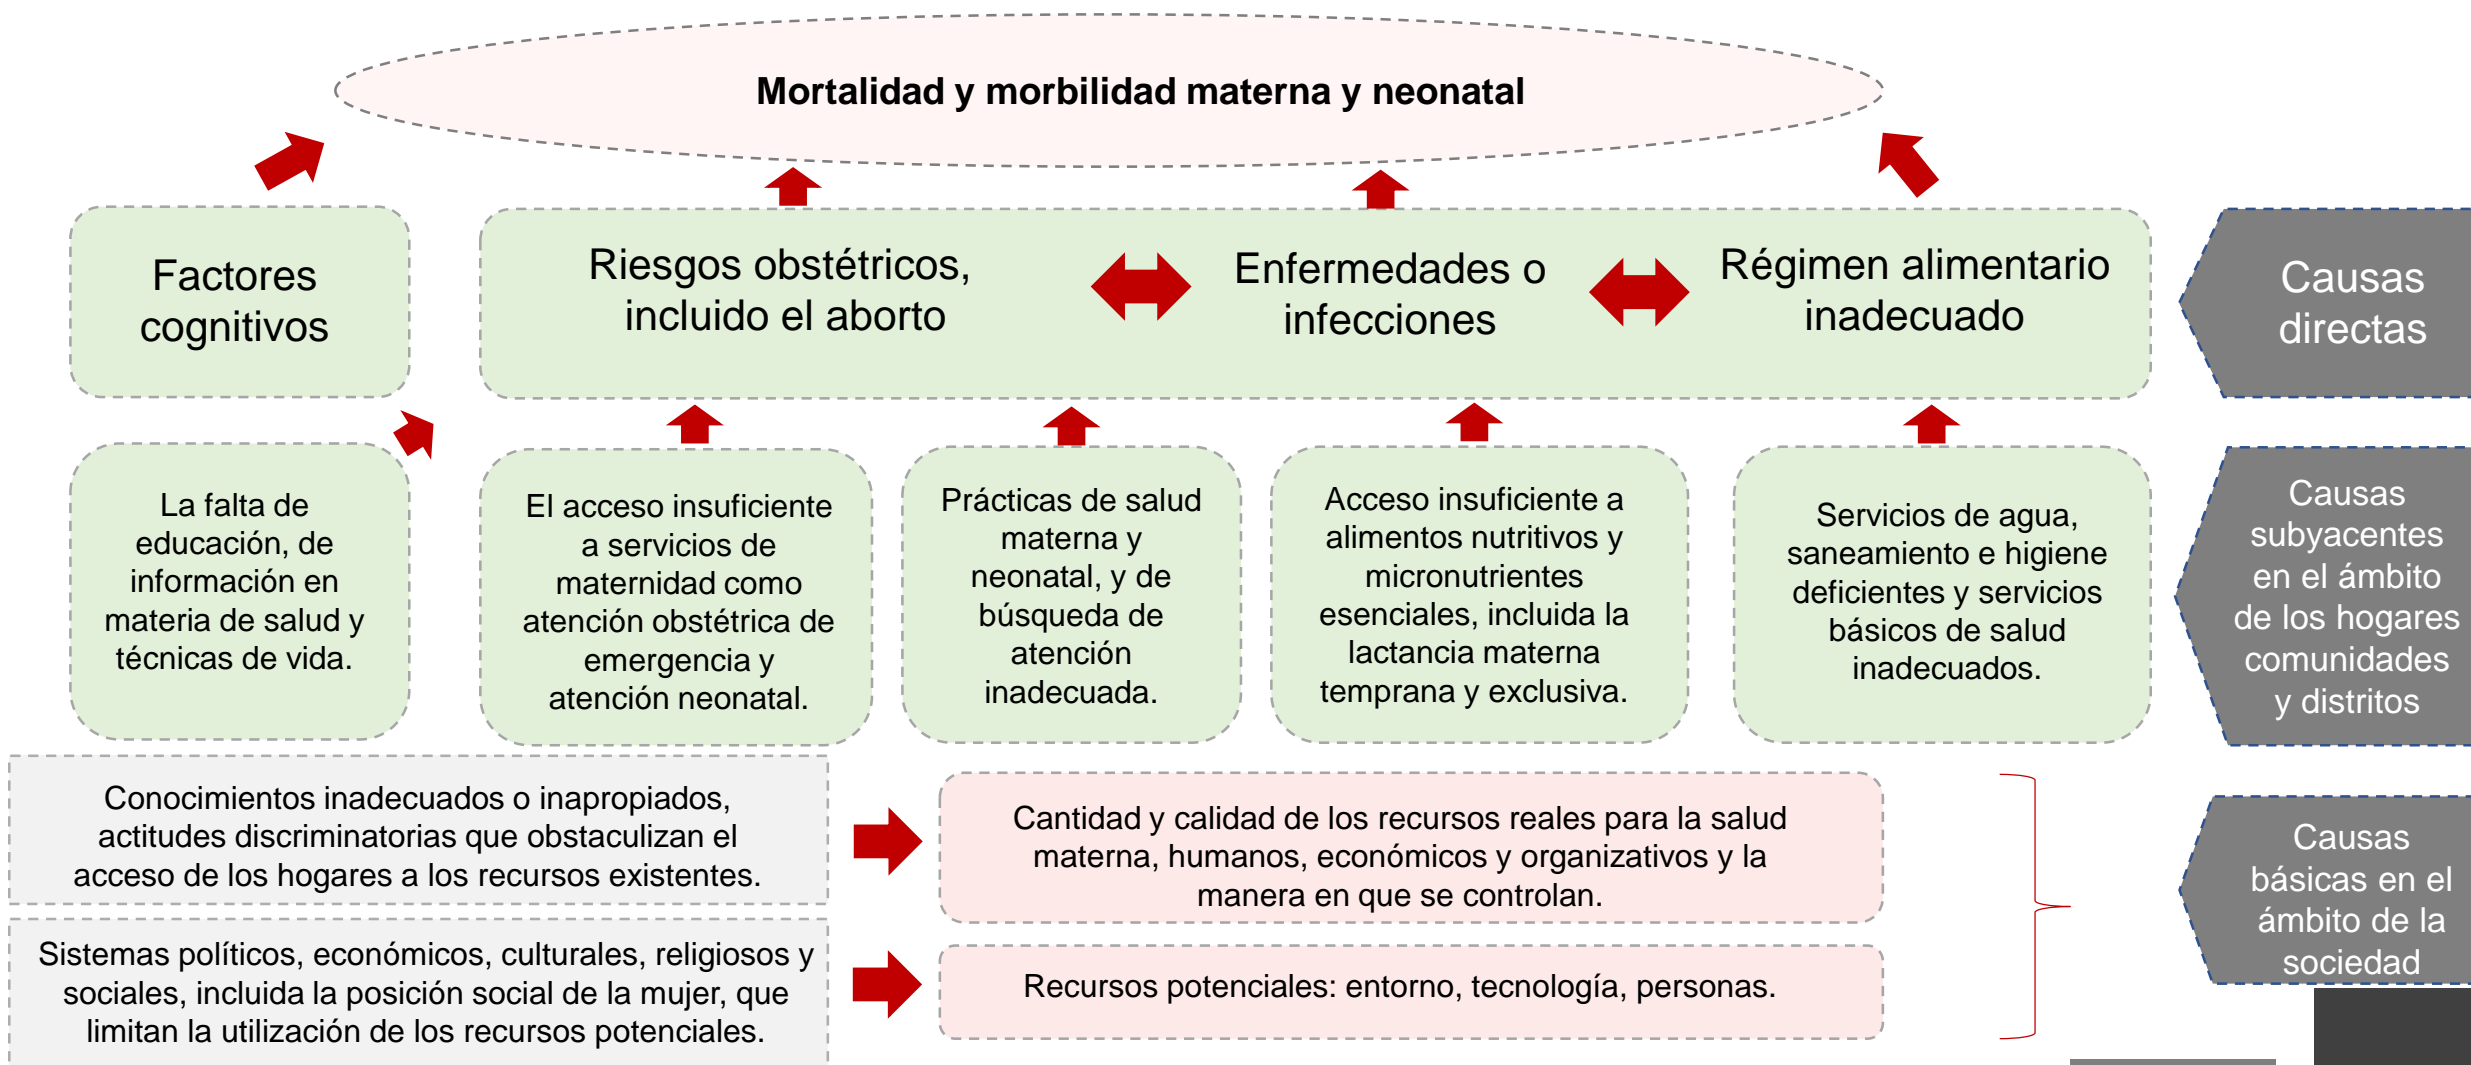 Mortalidad y morbilidad materna y neonatal
Factores
cognitivos
Riesgos obstétricos,
incluido el aborto
Enfermedades o
infecciones
Régimen alimentario
inadecuado
Causas
directas
La falta de
educación, de
información en
materia de salud y
técnicas de vida.
El acceso insuficiente
a servicios de
maternidad como
atención obstétrica de
emergencia y
atención neonatal.
Prácticas de salud
materna y
neonatal, y de
búsqueda de
atención
inadecuada.
Acceso insuficiente a
alimentos nutritivos y
micronutrientes
esenciales, incluida la
lactancia materna
temprana y exclusiva.
Servicios de agua,
saneamiento e higiene
deficientes y servicios
básicos de salud
inadecuados.
Causas
subyacentes
en el ámbito
de los hogares
comunidades
y distritos
Conocimientos inadecuados o inapropiados,
actitudes discriminatorias que obstaculizan el
acceso de los hogares a los recursos existentes.
Cantidad y calidad de los recursos reales para la salud
materna, humanos, económicos y organizativos y la
manera en que se controlan.
Sistemas políticos, económicos, culturales, religiosos y
sociales, incluida la posición social de la mujer, que
limitan la utilización de los recursos potenciales.
Recursos potenciales: entorno, tecnología, personas.
Causas
básicas en el
ámbito de la
sociedad